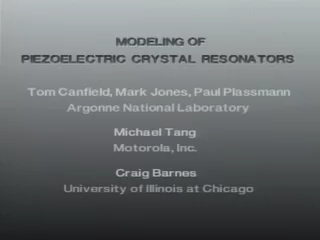 MODELING OF
PIEZOELECTRIC CRYSTAL RESONATORS
Tom Canfield, Mark Jones, Paul Plassmann
Argonne National Laboratory
Michael Tang
Motorola, Inc.
Craig Barnes
University of Illinois at Chicago